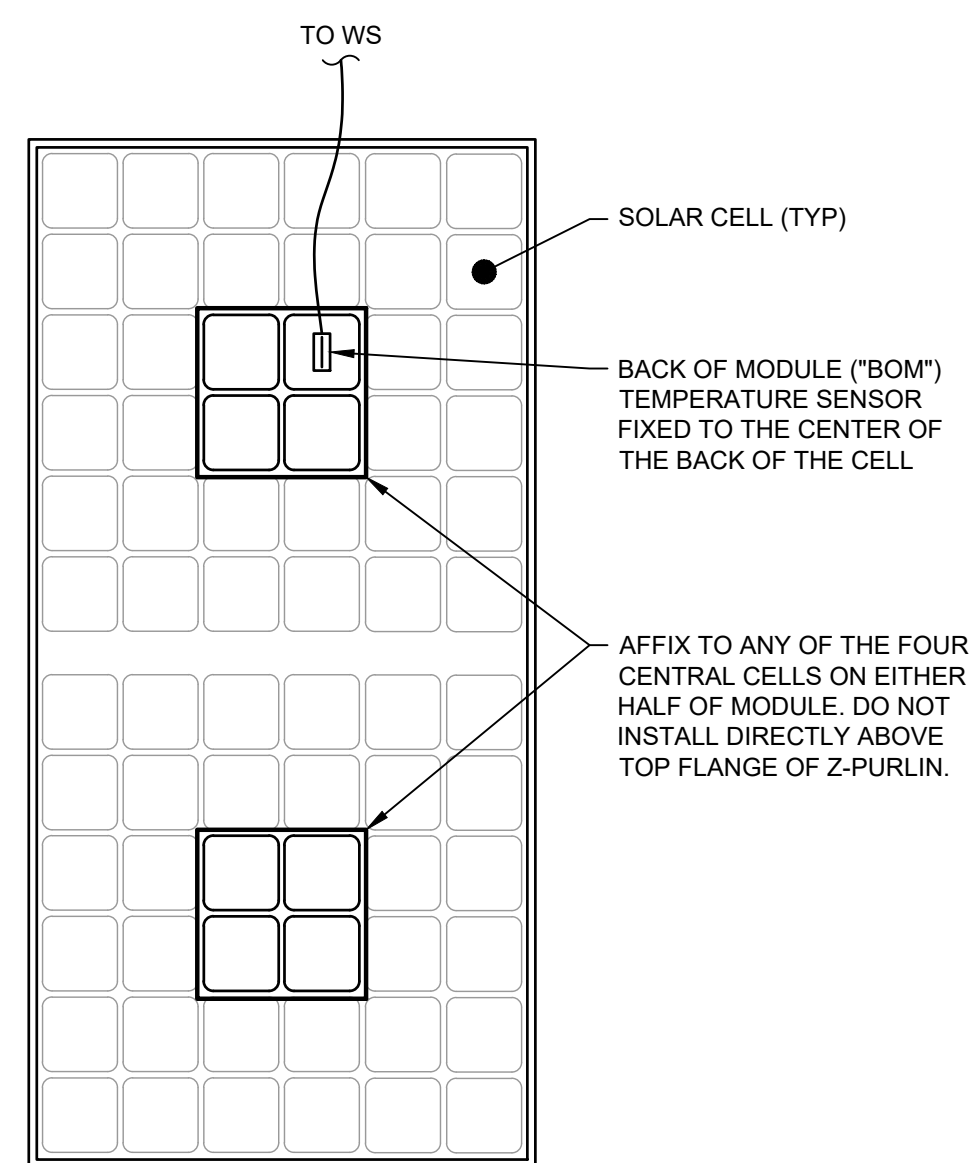 TO WS
SOLAR CELL (TYP)
BACK OF MODULE ("BOM")
TEMPERATURE SENSOR
FIXED TO THE CENTER OF
THE BACK OF THE CELL
AFFIX TO ANY OF THE FOUR
CENTRAL CELLS ON EITHER
HALF OF MODULE. DO NOT
INSTALL DIRECTLY ABOVE
TOP FLANGE OF Z-PURLIN.